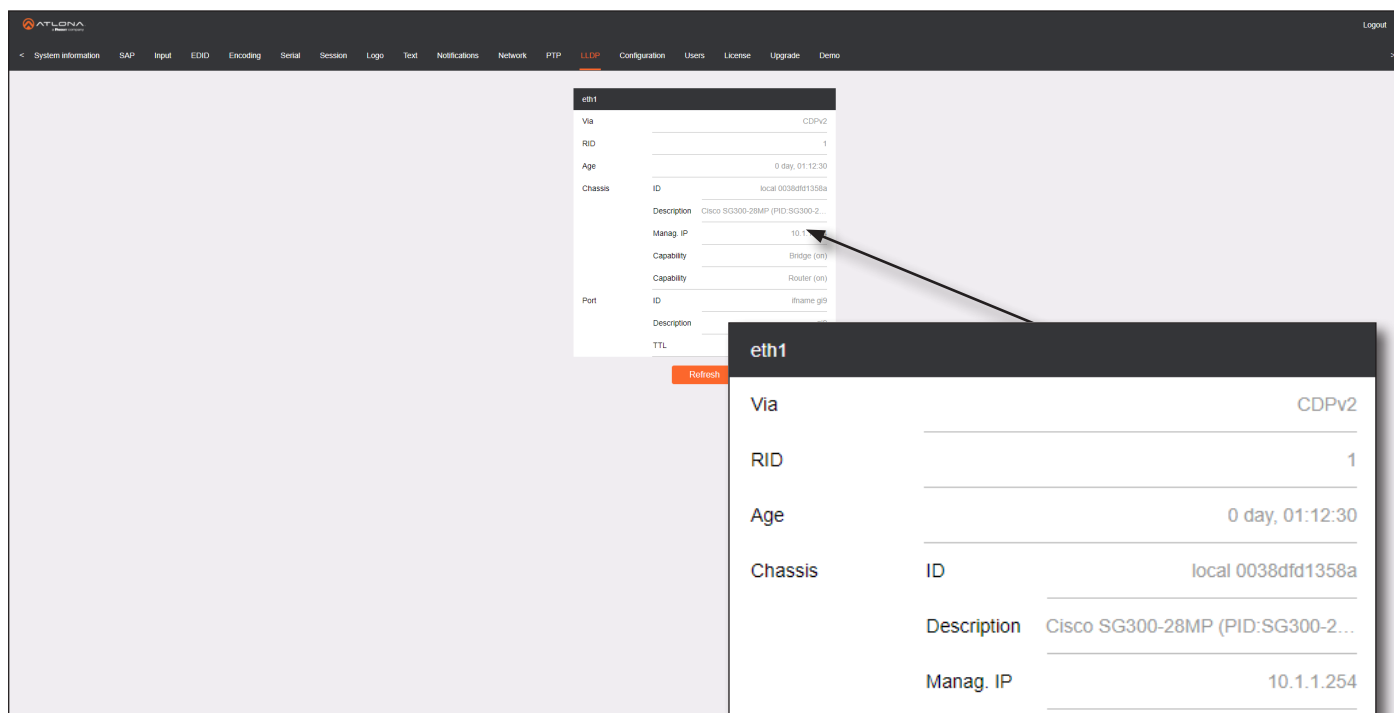 ATLONA
Logout
< System information SAP Input EDID Encoding Serial Session Logo Text Notifications Network PTP LLDP Configuration Users License Upgrade Demo >
eth1
Via CDPv2
RID 1
Age 0 day, 01:12:30
Chassis ID local 0038dfd1358a
Description Cisco SG300-28MP (PID:SG300-2...
Manag. IP 10.1.
Capability Bridge (on)
Capability Router (on)
Port ID ifname gi9
Description
TTL
Refresh
eth1
Via CDPv2
RID 1
Age 0 day, 01:12:30
Chassis ID local 0038dfd1358a
Description Cisco SG300-28MP (PID:SG300-2...
Manag. IP 10.1.1.254